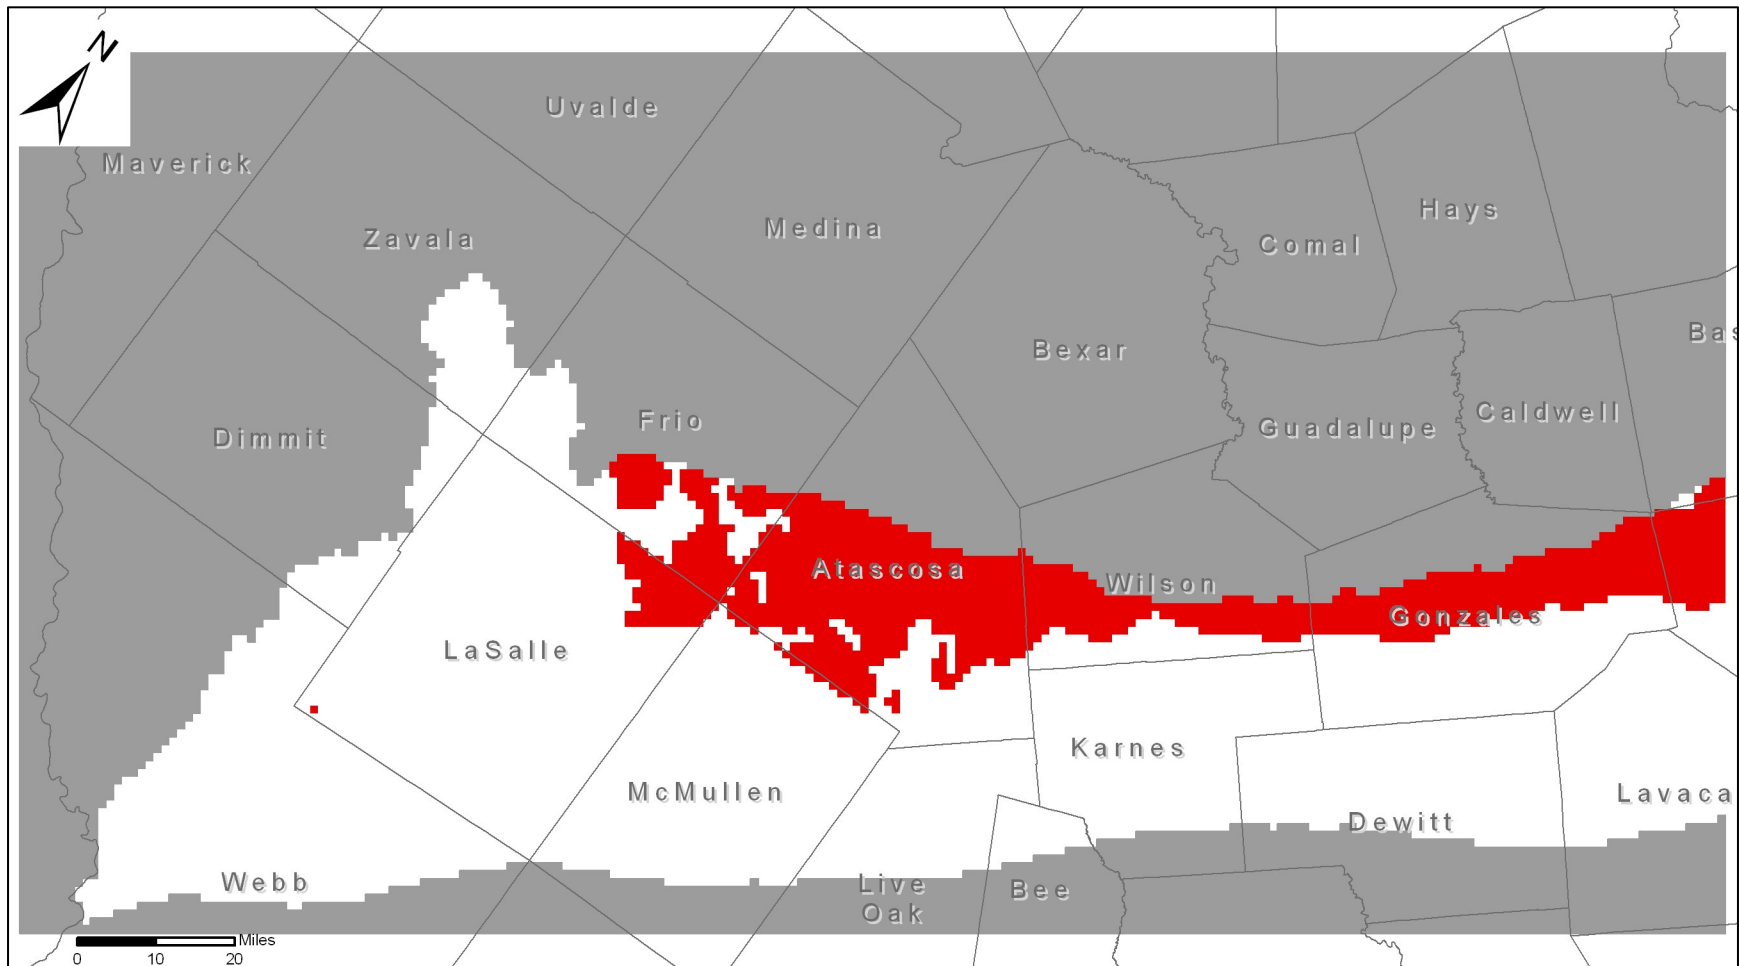 N
Uvalde
Maverick
Hays
Medina
Zavala
Comal
Bas
Bexar
Caldwell
Frio
Guadalupe
Dimmit
Atascosa
Wilson
Gonzales
LaSalle
Karnes
McMullen
Lavaca
Dewitt
Webb
Live
Oak
Bee
Miles
0 10 20